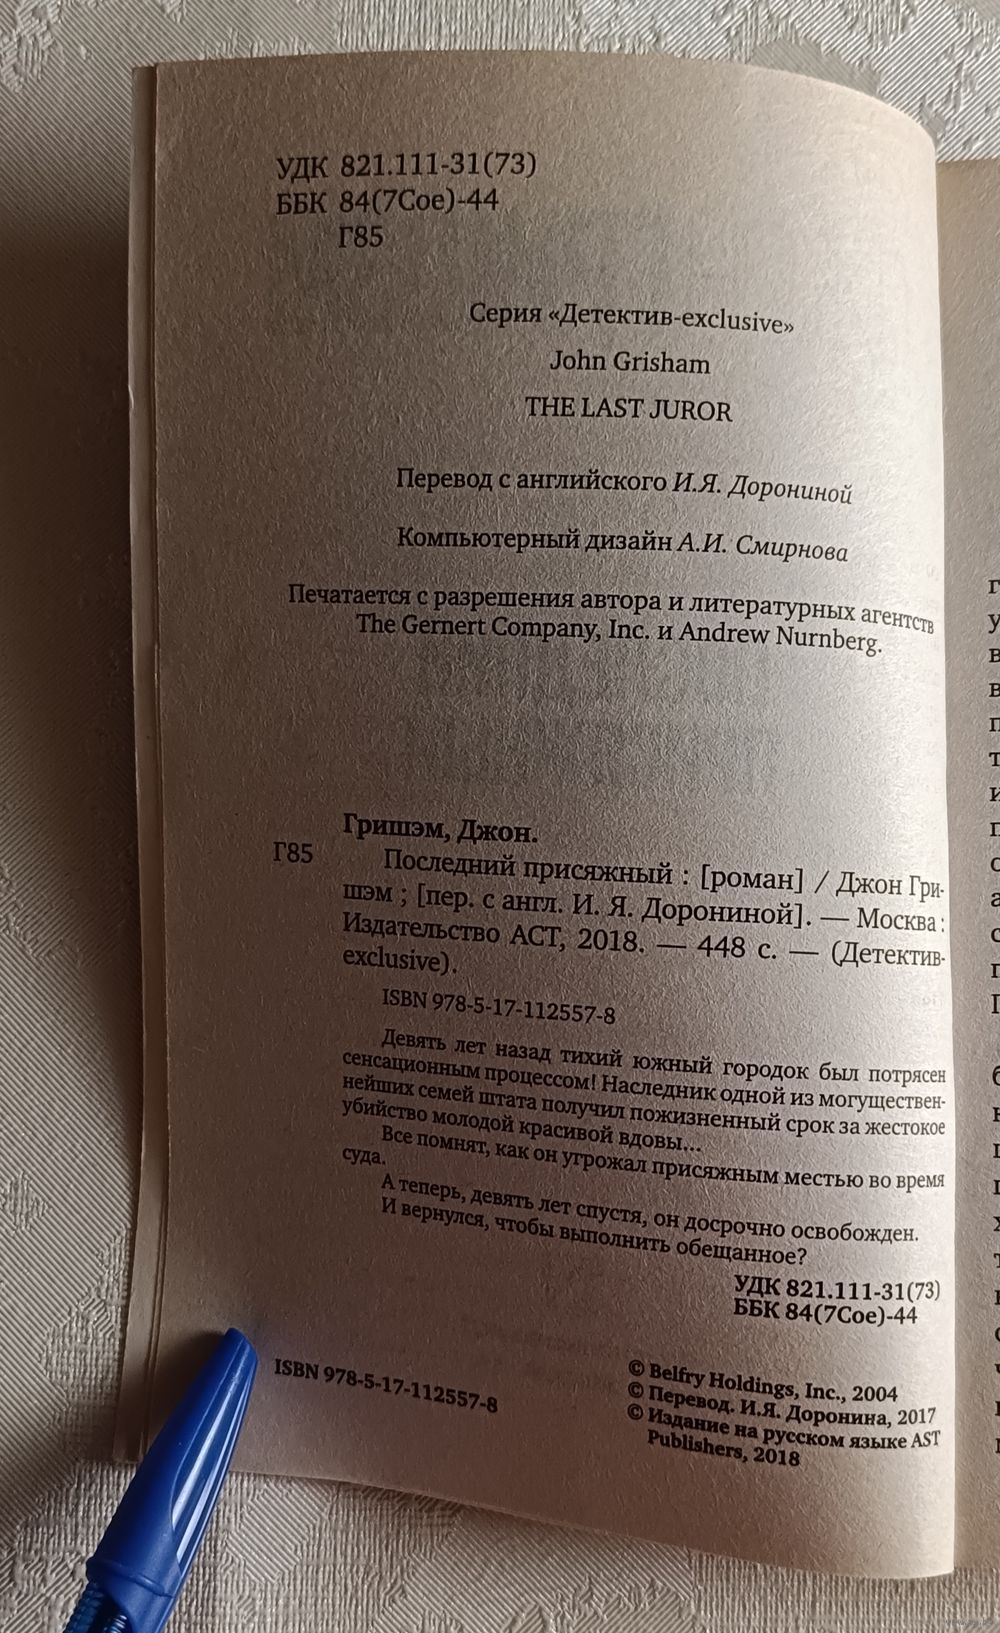 УДК 821.111-31(73)
ББК 84(7Сое)-44
Г85
Серия «Детектив-exclusive»
John Grisham
THE LAST JUROR
Перевод с английского И.Я. Дорониной
Компьютерный дизайн А.И. Смирнова
Печатается с разрешения автора и литературных агентств
The Gernert Company, Inc. и Andrew Nurnberg.
Гришэм, Джон.
Г85 Последний присяжный : [роман] / Джон Гри-
шэм ; [пер. с англ. И. Я. Дорониной]. — Москва :
Издательство АСТ, 2018. — 448 с. — (Детектив-
exclusive).
ISBN 978-5-17-112557-8
Девять лет назад тихий южный городок был потрясен
сенсационным процессом! Наследник одной из могуществен-
нейших семей штата получил пожизненный срок за жестокое
убийство молодой красивой вдовы...
Все помнят, как он угрожал присяжным местью во время
суда.
А теперь, девять лет спустя, он досрочно освобожден.
И вернулся, чтобы выполнить обещанное?
УДК 821.111-31(73)
ББК 84(7Сое)-44
ISBN 978-5-17-112557-8
© Belfry Holdings, Inc., 2004
© Перевод. И.Я. Доронина, 2017
© Издание на русском языке AST
Publishers, 2018